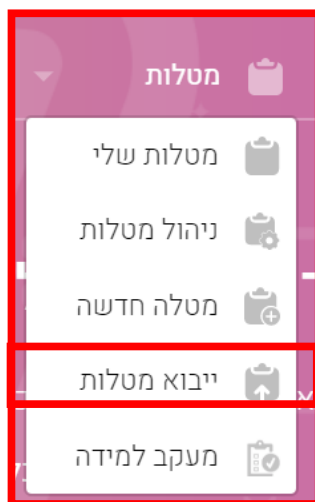 מטלות
מטלות שלי
ניהול מטלות
מטלה חדשה
ייבוא מטלות
מעקב למידה